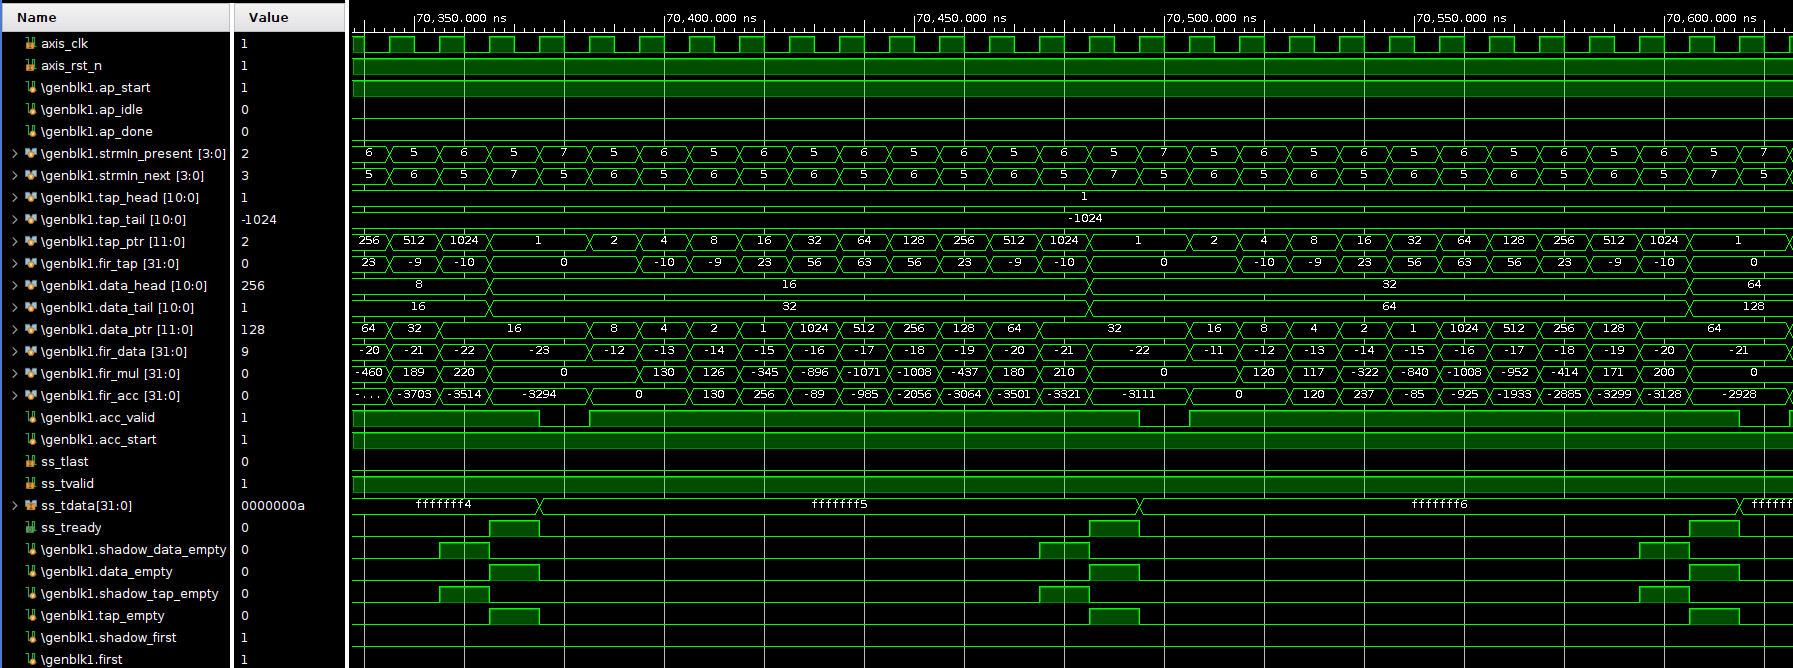 Name Value 70,350.000 ns 70,400.000 ns 70,450.000 ns 70,500.000 ns 70,550.000 ns 70,600.000 ns
axis_clk 1
axis_rst_n 1
\genblk1.ap_start 1
\genblk1.ap_idle 0
\genblk1.ap_done 0
\genblk1.strmIn_present [3:0] 2 6 5 6 5 7 5 6 5 6 5 6 5 6 5 6 5 7 5 6 5 6 5 6 5 6 5 6 5 7
\genblk1.strmIn_next [3:0] 3 5 6 5 7 5 6 5 6 5 6 5 6 5 6 5 7 5 6 5 6 5 6 5 6 5 6 5 7 5
\genblk1.tap_head [10:0] 1 1
\genblk1.tap_tail [10:0] -1024 -1024
\genblk1.tap_ptr [11:0] 2 256 512 1024 1 2 4 8 16 32 64 128 256 512 1024 1 2 4 8 16 32 64 128 256 512 1024 1
\genblk1.fir_tap [31:0] 0 23 -9 -10 0 -10 -9 23 56 63 56 23 -9 -10 0 -10 -9 23 56 63 56 23 -9 -10 0
\genblk1.data_head [10:0] 256 8 16 32 64
\genblk1.data_tail [10:0] 1 16 32 64 128
\genblk1.data_ptr [11:0] 128 64 32 16 8 4 2 1 1024 512 256 128 64 32 16 8 4 2 1 1024 512 256 128 64
\genblk1.fir_data [31:0] 9 -20 -21 -22 -23 -12 -13 -14 -15 -16 -17 -18 -19 -20 -21 -22 -11 -12 -13 -14 -15 -16 -17 -18 -19 -20 -21
\genblk1.fir_mul [31:0] 0 -460 189 220 0 130 126 -345 -896 -1071 -1008 -437 180 210 0 120 117 -322 -840 -1008 -952 -414 171 200 0
\genblk1.fir_acc [31:0] 0 -... -3703 -3514 -3294 0 130 256 -89 -985 -2056 -3064 -3501 -3321 -3111 0 120 237 -85 -925 -1933 -2885 -3299 -3128 -2928
\genblk1.acc_valid 1
\genblk1.acc_start 1
ss_tlast 0
ss_tvalid 1
ss_tdata[31:0] 0000000a fffffff4 fffffff5 fffffff6 ffffff
ss_tready 0
\genblk1.shadow_data_empty 0
\genblk1.data_empty 0
\genblk1.shadow_tap_empty 0
\genblk1.tap_empty 0
\genblk1.shadow_first 1
\genblk1.first 1